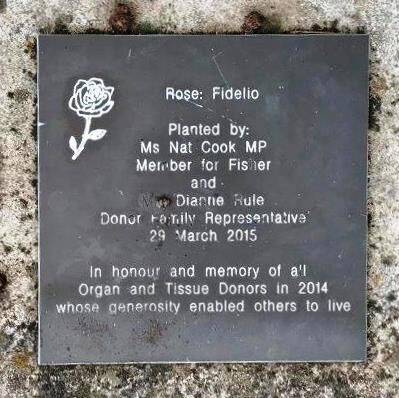 Rose: Fidelio
Planted by:
Ms Nat Cook MP
Member for Fisher
and
Dianne Rule
Donor Family Representative
29 March 2015
In honour and memory of all
Organ and Tissue Donors in 2014
whose generosity enabled others to live